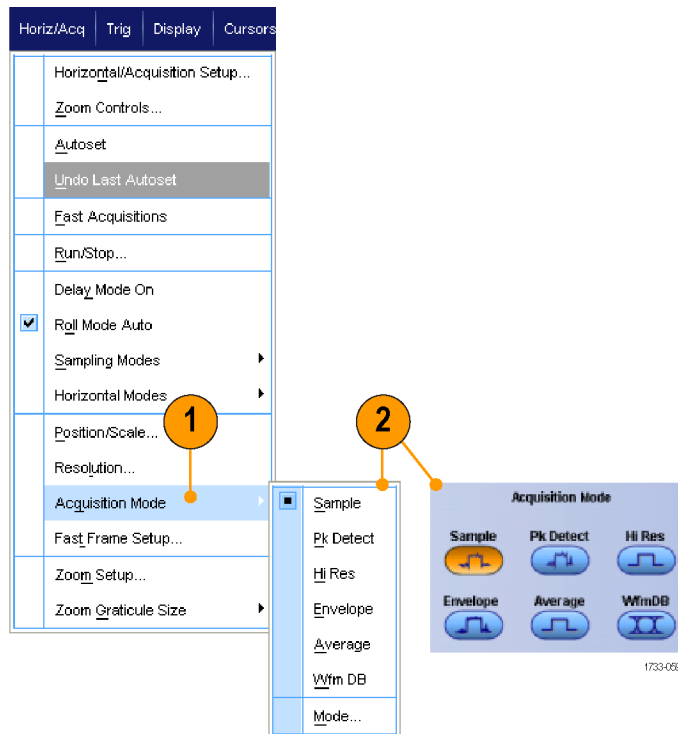 Horiz/Acq Trig Display Cursors
Horizontal/Acquisition Setup...
Zoom Controls...
Autoset
Undo Last Autoset
Fast Acquisitions
Run/Stop...
Delay Mode On
Roll Mode Auto
Sampling Modes
Horizontal Modes
Position/Scale...
Resolution...
Acquisition Mode
Fast Frame Setup...
Zoom Setup...
Zoom Graticule Size
1
2
Sample
Pk Detect
Hi Res
Envelope
Average
Wfm DB
Mode...
Acquisition Mode
Sample Pk Detect Hi Res
Envelope Average WfmDB